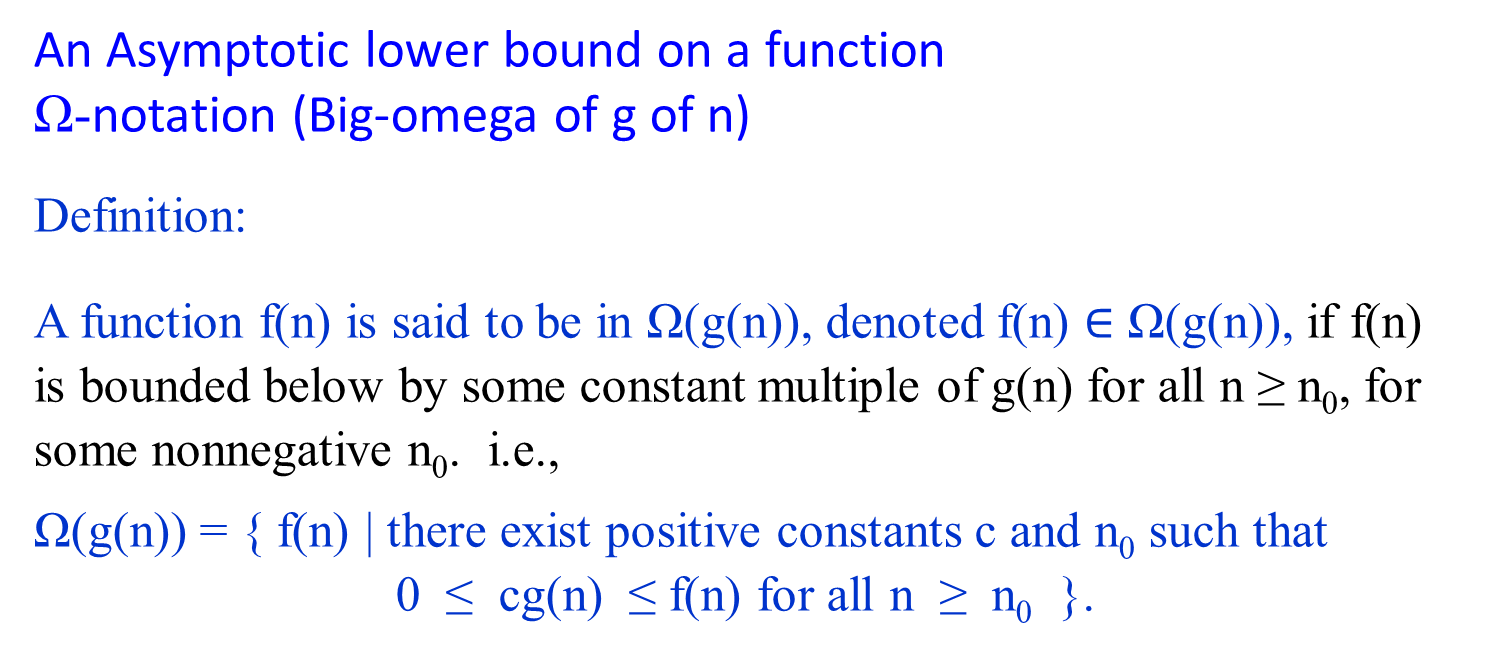 An Asymptotic lower bound on a function
Ω-notation (Big-omega of g of n)
Definition:
A function f(n) is said to be in Ω(g(n)), denoted f(n) ∈ Ω(g(n)), if f(n)
is bounded below by some constant multiple of g(n) for all n ≥ n₀, for
some nonnegative n₀. i.e.,
Ω(g(n)) = { f(n) | there exist positive constants c and n₀ such that
0 ≤ cg(n) ≤ f(n) for all n ≥ n₀ }.